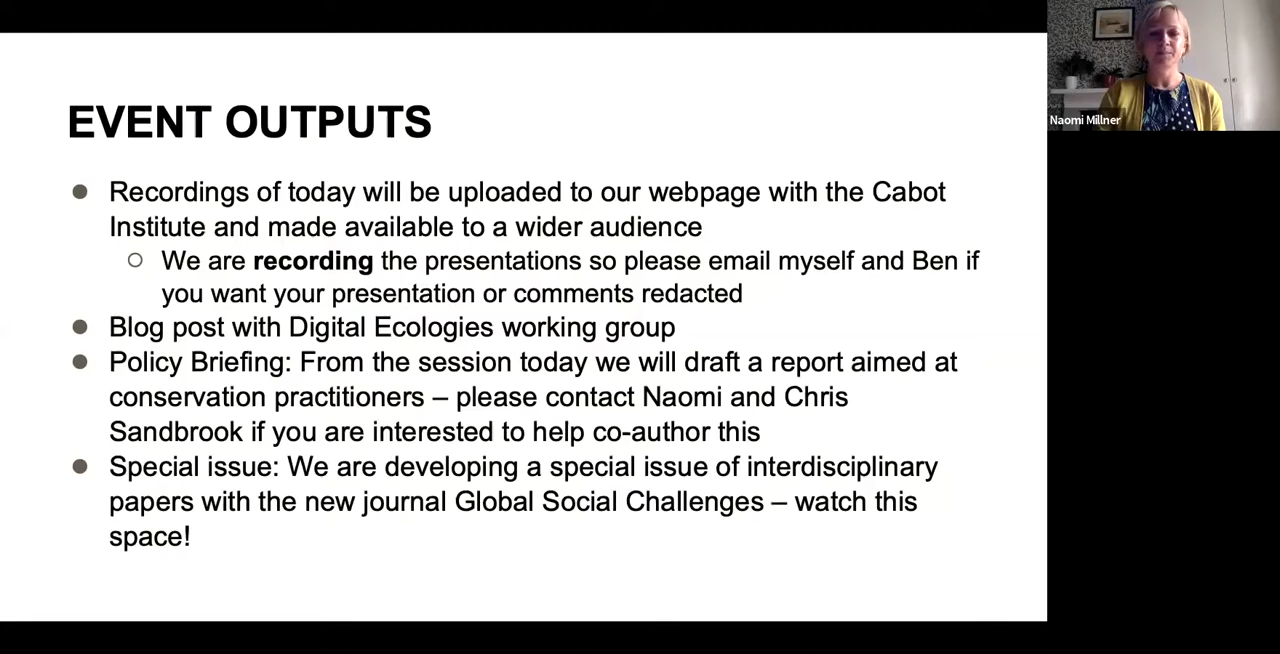 EVENT OUTPUTS
Recordings of today will be uploaded to our webpage with the Cabot
Institute and made available to a wider audience
We are recording the presentations so please email myself and Ben if
you want your presentation or comments redacted
Blog post with Digital Ecologies working group
Policy Briefing: From the session today we will draft a report aimed at
conservation practitioners – please contact Naomi and Chris
Sandbrook if you are interested to help co-author this
Special issue: We are developing a special issue of interdisciplinary
papers with the new journal Global Social Challenges – watch this
space!
Naomi Millner